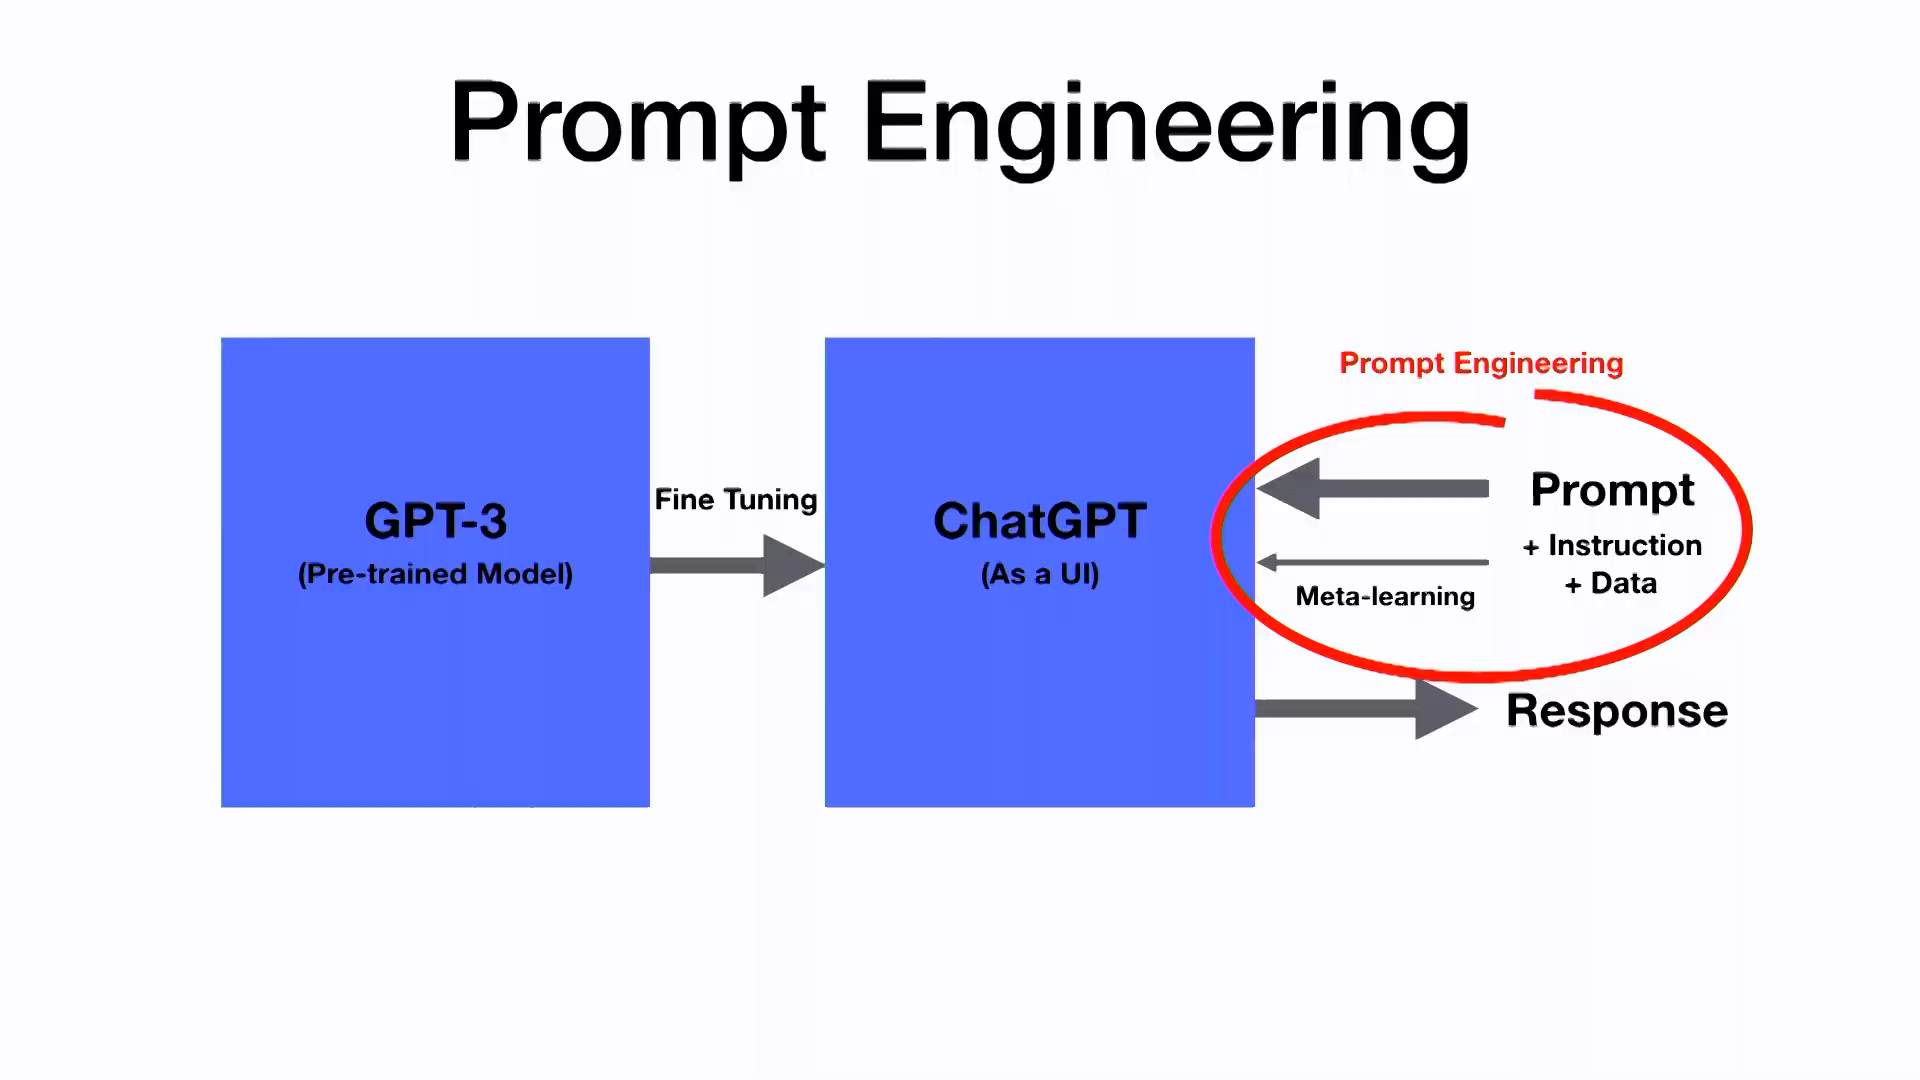 Prompt Engineering
GPT-3
(Pre-trained Model)
Fine Tuning
ChatGPT
(As a UI)
Prompt Engineering
Prompt
+ Instruction
+ Data
Meta-learning
Response